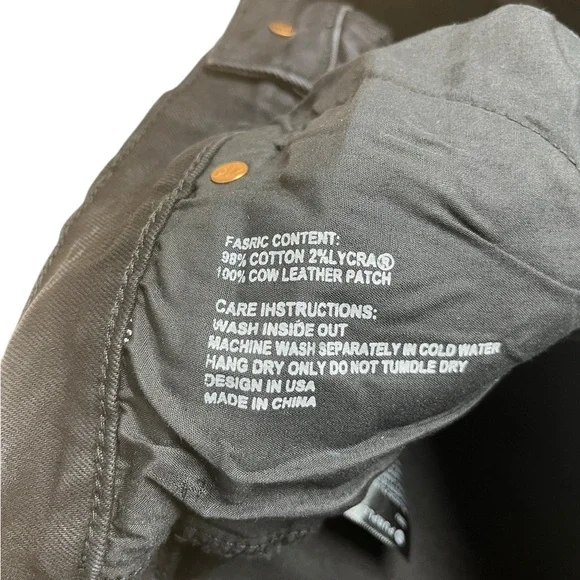 FASRIC CONTENT:
98% COTTON 2%LYCRA®
100% COW LEATHER PATCH
CARE IHSTRUCTIONS:
WASH INSIDE OUT
MACHINE WASH SEPARATELY IN COLD WATER
HANG DRY ONLY DO NOT TUMDLE DRY
DESIGN IN USA
MADE IN CHINA